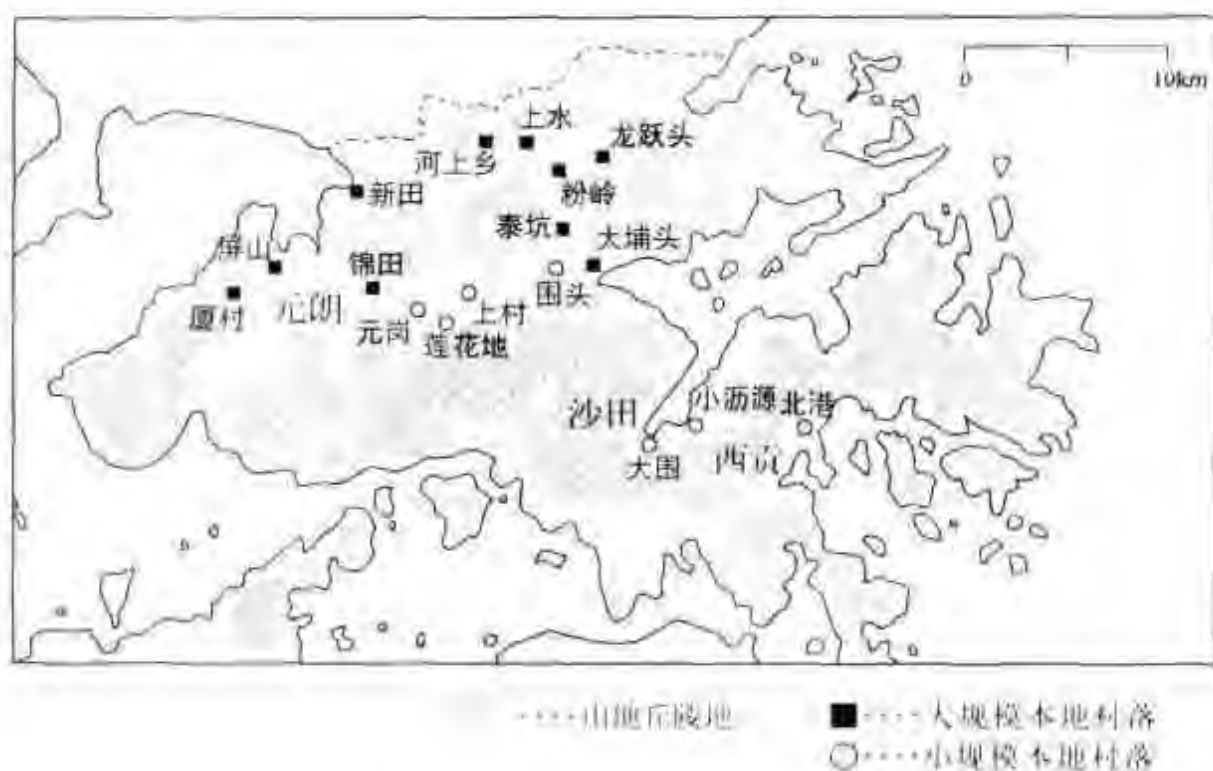 0 10km
上水
龙跃头
河上乡
粉岭
新田
泰坑
大埔头
屏山
锦田
围头
厦村
元朗
元岗
上村
莲花地
沙田
小沥源
北港
大围
西贡
山地丘陵地
大规模本地村落
小规模本地村落